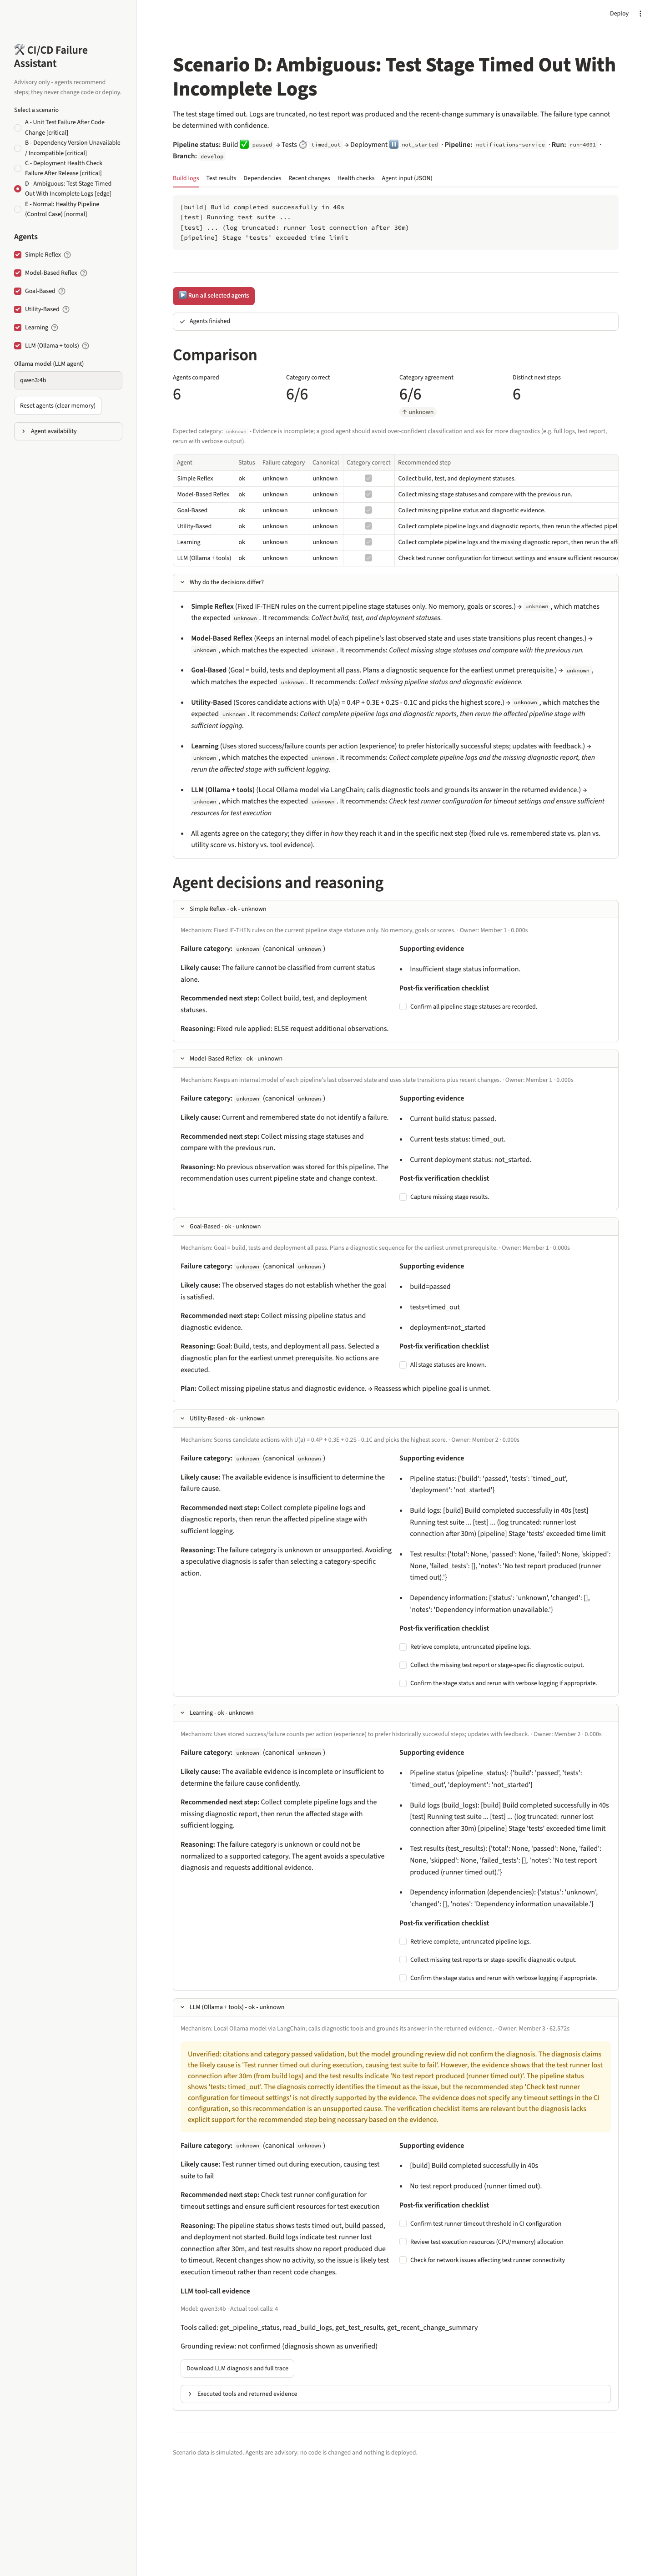 Deploy
🛠️ CI/CD Failure
Assistant
Advisory only - agents recommend
steps; they never change code or deploy.
Select a scenario
A - Unit Test Failure After Code
Change [critical]
B - Dependency Version Unavailable
/ Incompatible [critical]
C - Deployment Health Check
Failure After Release [critical]
D - Ambiguous: Test Stage Timed
Out With Incomplete Logs [edge]
E - Normal: Healthy Pipeline
(Control Case) [normal]
Agents
Simple Reflex
Model-Based Reflex
Goal-Based
Utility-Based
Learning
LLM (Ollama + tools)
Ollama model (LLM agent)
qwen3:4b
Reset agents (clear memory)
Agent availability
Scenario D: Ambiguous: Test Stage Timed Out With
Incomplete Logs
The test stage timed out. Logs are truncated, no test report was produced and the recent-change summary is unavailable. The failure type cannot
be determined with confidence.
Pipeline status: Build ✅ passed → Tests ⏱️ timed_out → Deployment ⏸️ not_started · Pipeline: notifications-service · Run: run-4091 ·
Branch: develop
Build logs Test results Dependencies Recent changes Health checks Agent input (JSON)
[build] Build completed successfully in 40s
[test] Running test suite ...
[test] ... (log truncated: runner lost connection after 30m)
[pipeline] Stage 'tests' exceeded time limit
▶️ Run all selected agents
Agents finished
Comparison
Agents compared Category correct Category agreement Distinct next steps
6 6/6 6/6 6
↑ unknown
Expected category: unknown - Evidence is incomplete; a good agent should avoid over-confident classification and ask for more diagnostics (e.g. full logs, test report,
rerun with verbose output).
Agent Status Failure category Canonical Category correct Recommended step
Simple Reflex ok unknown unknown Collect build, test, and deployment statuses.
Model-Based Reflex ok unknown unknown Collect missing stage statuses and compare with the previous run.
Goal-Based ok unknown unknown Collect missing pipeline status and diagnostic evidence.
Utility-Based ok unknown unknown Collect complete pipeline logs and diagnostic reports, then rerun the affected pipel
Learning ok unknown unknown Collect complete pipeline logs and the missing diagnostic report, then rerun the affe
LLM (Ollama + tools) ok unknown unknown Check test runner configuration for timeout settings and ensure sufficient resources
Why do the decisions differ?
• Simple Reflex (Fixed IF-THEN rules on the current pipeline stage statuses only. No memory, goals or scores.) → unknown , which matches
the expected unknown . It recommends: Collect build, test, and deployment statuses.
• Model-Based Reflex (Keeps an internal model of each pipeline's last observed state and uses state transitions plus recent changes.) →
unknown , which matches the expected unknown . It recommends: Collect missing stage statuses and compare with the previous run.
• Goal-Based (Goal = build, tests and deployment all pass. Plans a diagnostic sequence for the earliest unmet prerequisite.) → unknown ,
which matches the expected unknown . It recommends: Collect missing pipeline status and diagnostic evidence.
• Utility-Based (Scores candidate actions with U(a) = 0.4P + 0.3E + 0.2S - 0.1C and picks the highest score.) → unknown , which matches the
expected unknown . It recommends: Collect complete pipeline logs and diagnostic reports, then rerun the affected pipeline stage with
sufficient logging.
• Learning (Uses stored success/failure counts per action (experience) to prefer historically successful steps; updates with feedback.) →
unknown , which matches the expected unknown . It recommends: Collect complete pipeline logs and the missing diagnostic report, then
rerun the affected stage with sufficient logging.
• LLM (Ollama + tools) (Local Ollama model via LangChain; calls diagnostic tools and grounds its answer in the returned evidence.) →
unknown , which matches the expected unknown . It recommends: Check test runner configuration for timeout settings and ensure sufficient
resources for test execution
• All agents agree on the category; they differ in how they reach it and in the specific next step (fixed rule vs. remembered state vs. plan vs.
utility score vs. history vs. tool evidence).
Agent decisions and reasoning
Simple Reflex - ok - unknown
Mechanism: Fixed IF-THEN rules on the current pipeline stage statuses only. No memory, goals or scores. · Owner: Member 1 · 0.000s
Failure category: unknown (canonical unknown )
Likely cause: The failure cannot be classified from current status
alone.
Recommended next step: Collect build, test, and deployment
statuses.
Reasoning: Fixed rule applied: ELSE request additional observations.
Supporting evidence
• Insufficient stage status information.
Post-fix verification checklist
Confirm all pipeline stage statuses are recorded.
Model-Based Reflex - ok - unknown
Mechanism: Keeps an internal model of each pipeline's last observed state and uses state transitions plus recent changes. · Owner: Member 1 · 0.000s
Failure category: unknown (canonical unknown )
Likely cause: Current and remembered state do not identify a failure.
Recommended next step: Collect missing stage statuses and
compare with the previous run.
Reasoning: No previous observation was stored for this pipeline. The
recommendation uses current pipeline state and change context.
Supporting evidence
• Current build status: passed.
• Current tests status: timed_out.
• Current deployment status: not_started.
Post-fix verification checklist
Capture missing stage results.
Goal-Based - ok - unknown
Mechanism: Goal = build, tests and deployment all pass. Plans a diagnostic sequence for the earliest unmet prerequisite. · Owner: Member 1 · 0.000s
Failure category: unknown (canonical unknown )
Likely cause: The observed stages do not establish whether the goal
is satisfied.
Recommended next step: Collect missing pipeline status and
diagnostic evidence.
Reasoning: Goal: Build, tests, and deployment all pass. Selected a
diagnostic plan for the earliest unmet prerequisite. No actions are
executed.
Supporting evidence
• build=passed
• tests=timed_out
• deployment=not_started
Post-fix verification checklist
All stage statuses are known.
Plan: Collect missing pipeline status and diagnostic evidence. → Reassess which pipeline goal is unmet.
Utility-Based - ok - unknown
Mechanism: Scores candidate actions with U(a) = 0.4P + 0.3E + 0.2S - 0.1C and picks the highest score. · Owner: Member 2 · 0.000s
Failure category: unknown (canonical unknown )
Likely cause: The available evidence is insufficient to determine the
failure cause.
Recommended next step: Collect complete pipeline logs and
diagnostic reports, then rerun the affected pipeline stage with
sufficient logging.
Reasoning: The failure category is unknown or unsupported. Avoiding
a speculative diagnosis is safer than selecting a category-specific
action.
Supporting evidence
• Pipeline status: {'build': 'passed', 'tests': 'timed_out',
'deployment': 'not_started'}
• Build logs: [build] Build completed successfully in 40s [test]
Running test suite ... [test] ... (log truncated: runner lost
connection after 30m) [pipeline] Stage 'tests' exceeded time limit
• Test results: {'total': None, 'passed': None, 'failed': None, 'skipped':
None, 'failed_tests': [], 'notes': 'No test report produced (runner
timed out).'}
• Dependency information: {'status': 'unknown', 'changed': [],
'notes': 'Dependency information unavailable.'}
Post-fix verification checklist
Retrieve complete, untruncated pipeline logs.
Collect the missing test report or stage-specific diagnostic output.
Confirm the stage status and rerun with verbose logging if appropriate.
Learning - ok - unknown
Mechanism: Uses stored success/failure counts per action (experience) to prefer historically successful steps; updates with feedback. · Owner: Member 2 · 0.000s
Failure category: unknown (canonical unknown )
Likely cause: The available evidence is incomplete or insufficient to
determine the failure cause confidently.
Recommended next step: Collect complete pipeline logs and the
missing diagnostic report, then rerun the affected stage with
sufficient logging.
Reasoning: The failure category is unknown or could not be
normalized to a supported category. The agent avoids a speculative
diagnosis and requests additional evidence.
Supporting evidence
• Pipeline status (pipeline_status): {'build': 'passed', 'tests':
'timed_out', 'deployment': 'not_started'}
• Build logs (build_logs): [build] Build completed successfully in 40s
[test] Running test suite ... [test] ... (log truncated: runner lost
connection after 30m) [pipeline] Stage 'tests' exceeded time limit
• Test results (test_results): {'total': None, 'passed': None, 'failed':
None, 'skipped': None, 'failed_tests': [], 'notes': 'No test report
produced (runner timed out).'}
• Dependency information (dependencies): {'status': 'unknown',
'changed': [], 'notes': 'Dependency information unavailable.'}
Post-fix verification checklist
Retrieve complete, untruncated pipeline logs.
Collect missing test reports or stage-specific diagnostic output.
Confirm the stage status and rerun with verbose logging if appropriate.
LLM (Ollama + tools) - ok - unknown
Mechanism: Local Ollama model via LangChain; calls diagnostic tools and grounds its answer in the returned evidence. · Owner: Member 3 · 62.572s
Unverified: citations and category passed validation, but the model grounding review did not confirm the diagnosis. The diagnosis claims
the likely cause is 'Test runner timed out during execution, causing test suite to fail'. However, the evidence shows that the test runner lost
connection after 30m (from build logs) and the test results indicate 'No test report produced (runner timed out)'. The pipeline status
shows 'tests: timed_out'. The diagnosis correctly identifies the timeout as the issue, but the recommended step 'Check test runner
configuration for timeout settings' is not directly supported by the evidence. The evidence does not specify any timeout settings in the CI
configuration, so this recommendation is an unsupported cause. The verification checklist items are relevant but the diagnosis lacks
explicit support for the recommended step being necessary based on the evidence.
Failure category: unknown (canonical unknown )
Likely cause: Test runner timed out during execution, causing test
suite to fail
Recommended next step: Check test runner configuration for
timeout settings and ensure sufficient resources for test execution
Reasoning: The pipeline status shows tests timed_out, build passed,
and deployment not started. Build logs indicate test runner lost
connection after 30m, and test results show no report produced due
to timeout. Recent changes show no activity, so the issue is likely test
execution timeout rather than recent code changes.
Supporting evidence
• [build] Build completed successfully in 40s
• No test report produced (runner timed out).
Post-fix verification checklist
Confirm test runner timeout threshold in CI configuration
Review test execution resources (CPU/memory) allocation
Check for network issues affecting test runner connectivity
LLM tool-call evidence
Model: qwen3:4b · Actual tool calls: 4
Tools called: get_pipeline_status, read_build_logs, get_test_results, get_recent_change_summary
Grounding review: not confirmed (diagnosis shown as unverified)
Download LLM diagnosis and full trace
Executed tools and returned evidence
Scenario data is simulated. Agents are advisory: no code is changed and nothing is deployed.